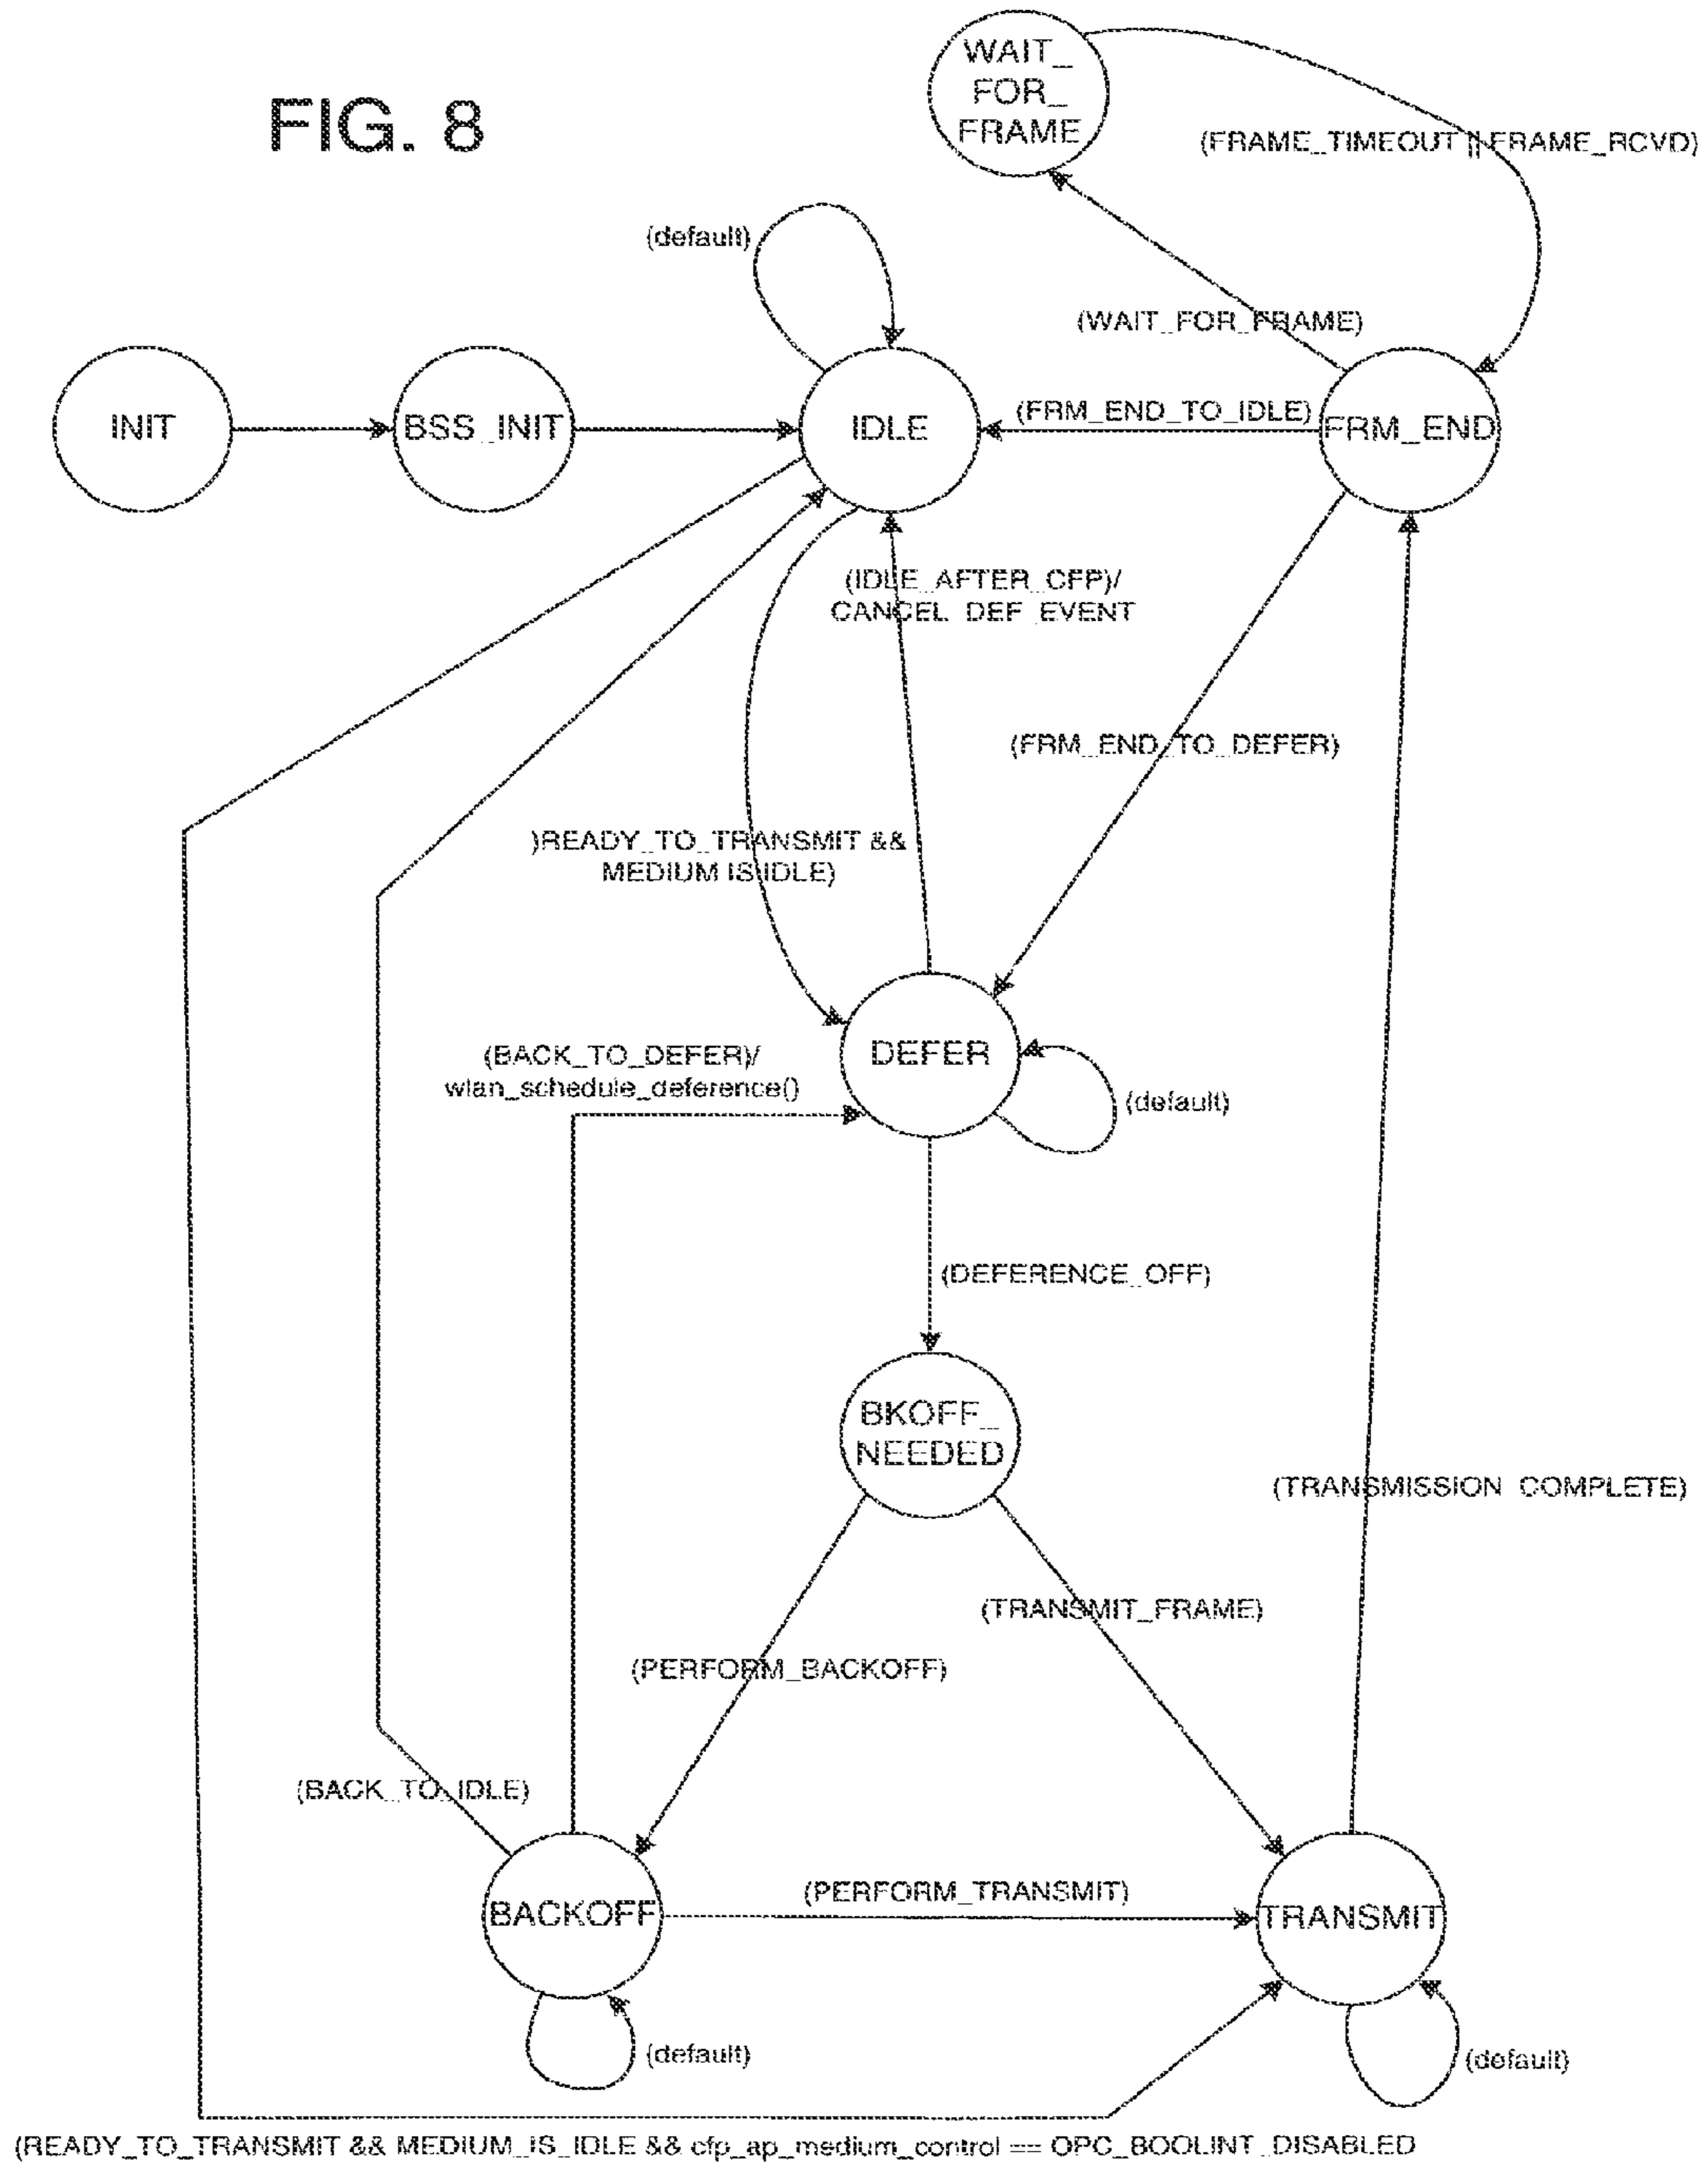 WAIT_
FOR_
FRAME
FIG. 8
(FRAME_TIMEOUT || FRAME_RCVD)
(default)
(WAIT_FOR_FRAME)
INIT
BSS_INIT
IDLE
(FRM_END_TO_IDLE)
FRM_END
(IDLE_AFTER_CFP)/
CANCEL_DEF_EVENT
(FRM_END_TO_DEFER)
)READY_TO_TRANSMIT &&
MEDIUM IS IDLE)
(BACK_TO_DEFER)/
wlan_schedule_deference()
DEFER
(default)
(DEFERENCE_OFF)
BKOFF_
NEEDED
(TRANSMISSION_COMPLETE)
(TRANSMIT_FRAME)
(PERFORM_BACKOFF)
(BACK_TO_IDLE)
BACKOFF
(PERFORM_TRANSMIT)
TRANSMIT
(default)
(default)
(READY_TO_TRANSMIT && MEDIUM_IS_IDLE && cfp_ap_medium_control == OPC_BOOLINT_DISABLED